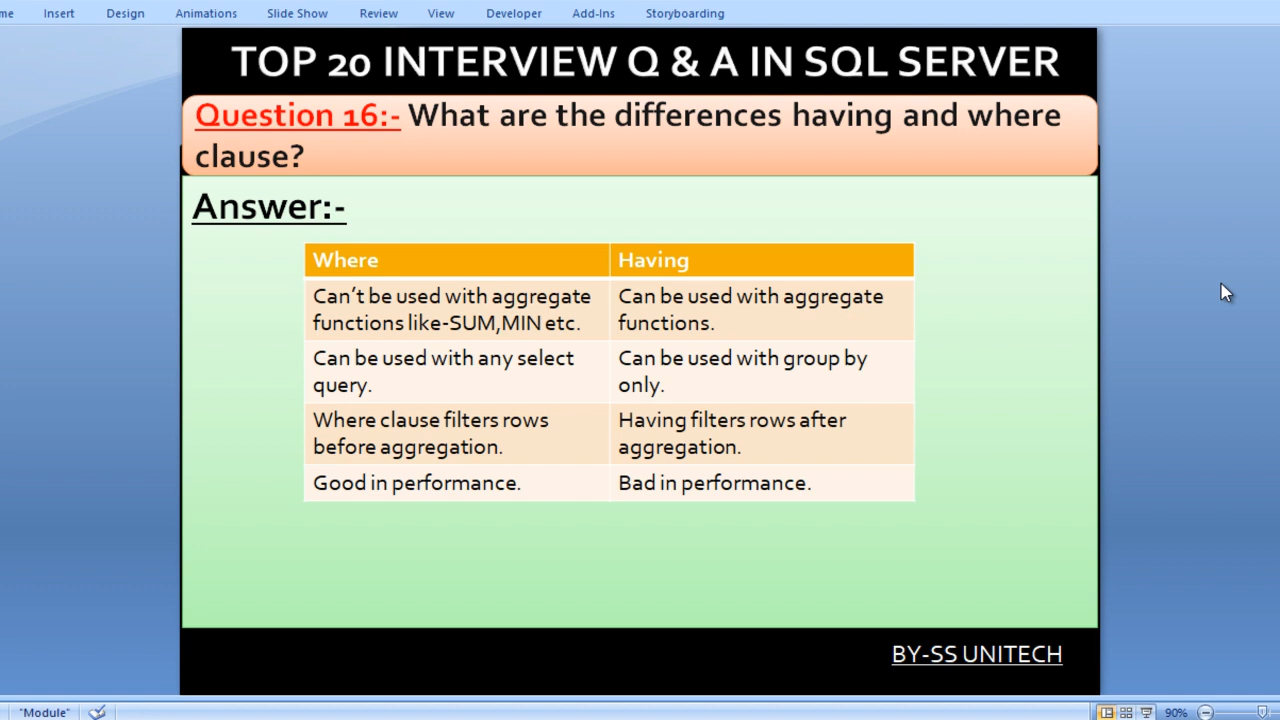 me Insert Design Animations Slide Show Review View Developer Add-Ins Storyboarding
TOP 20 INTERVIEW Q & A IN SQL SERVER
Question 16:- What are the differences having and where
clause?
Answer:-
Where Having
Can't be used with aggregate
functions like-SUM,MIN etc.
Can be used with aggregate
functions.
Can be used with any select
query.
Can be used with group by
only.
Where clause filters rows
before aggregation.
Having filters rows after
aggregation.
Good in performance.
Bad in performance.
BY-SS UNITECH
"Module" 90%